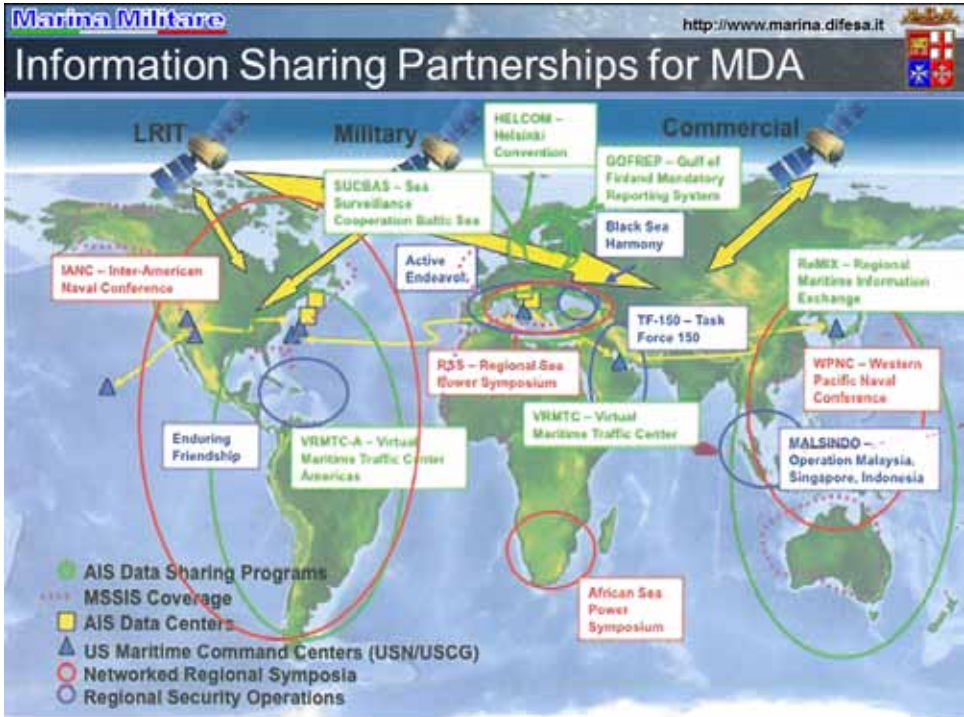 Marina Militare
http://www.marina.difesa.it
Information Sharing Partnerships for MDA
LRIT
Military
Commercial
HELCOM –
Helsinki
Convention
GOFREP – Gulf of
Finland Mandatory
Reporting System
SUCBAS – Sea
Surveillance
Cooperation Baltic Sea
Black Sea
Harmony
Active
Endeavor
IANC – Inter-American
Naval Conference
ReMIX – Regional
Maritime Information
Exchange
TF-150 – Task
Force 150
RSS – Regional Sea
Power Symposium
WPNC – Western
Pacific Naval
Conference
VRMTC – Virtual
Maritime Traffic Center
Enduring
Friendship
VRMTC-A – Virtual
Maritime Traffic Center
Americas
MALSINDO –
Operation Malaysia,
Singapore, Indonesia
African Sea
Power
Symposium
AIS Data Sharing Programs
MSSIS Coverage
AIS Data Centers
US Maritime Command Centers (USN/USCG)
Networked Regional Symposia
Regional Security Operations